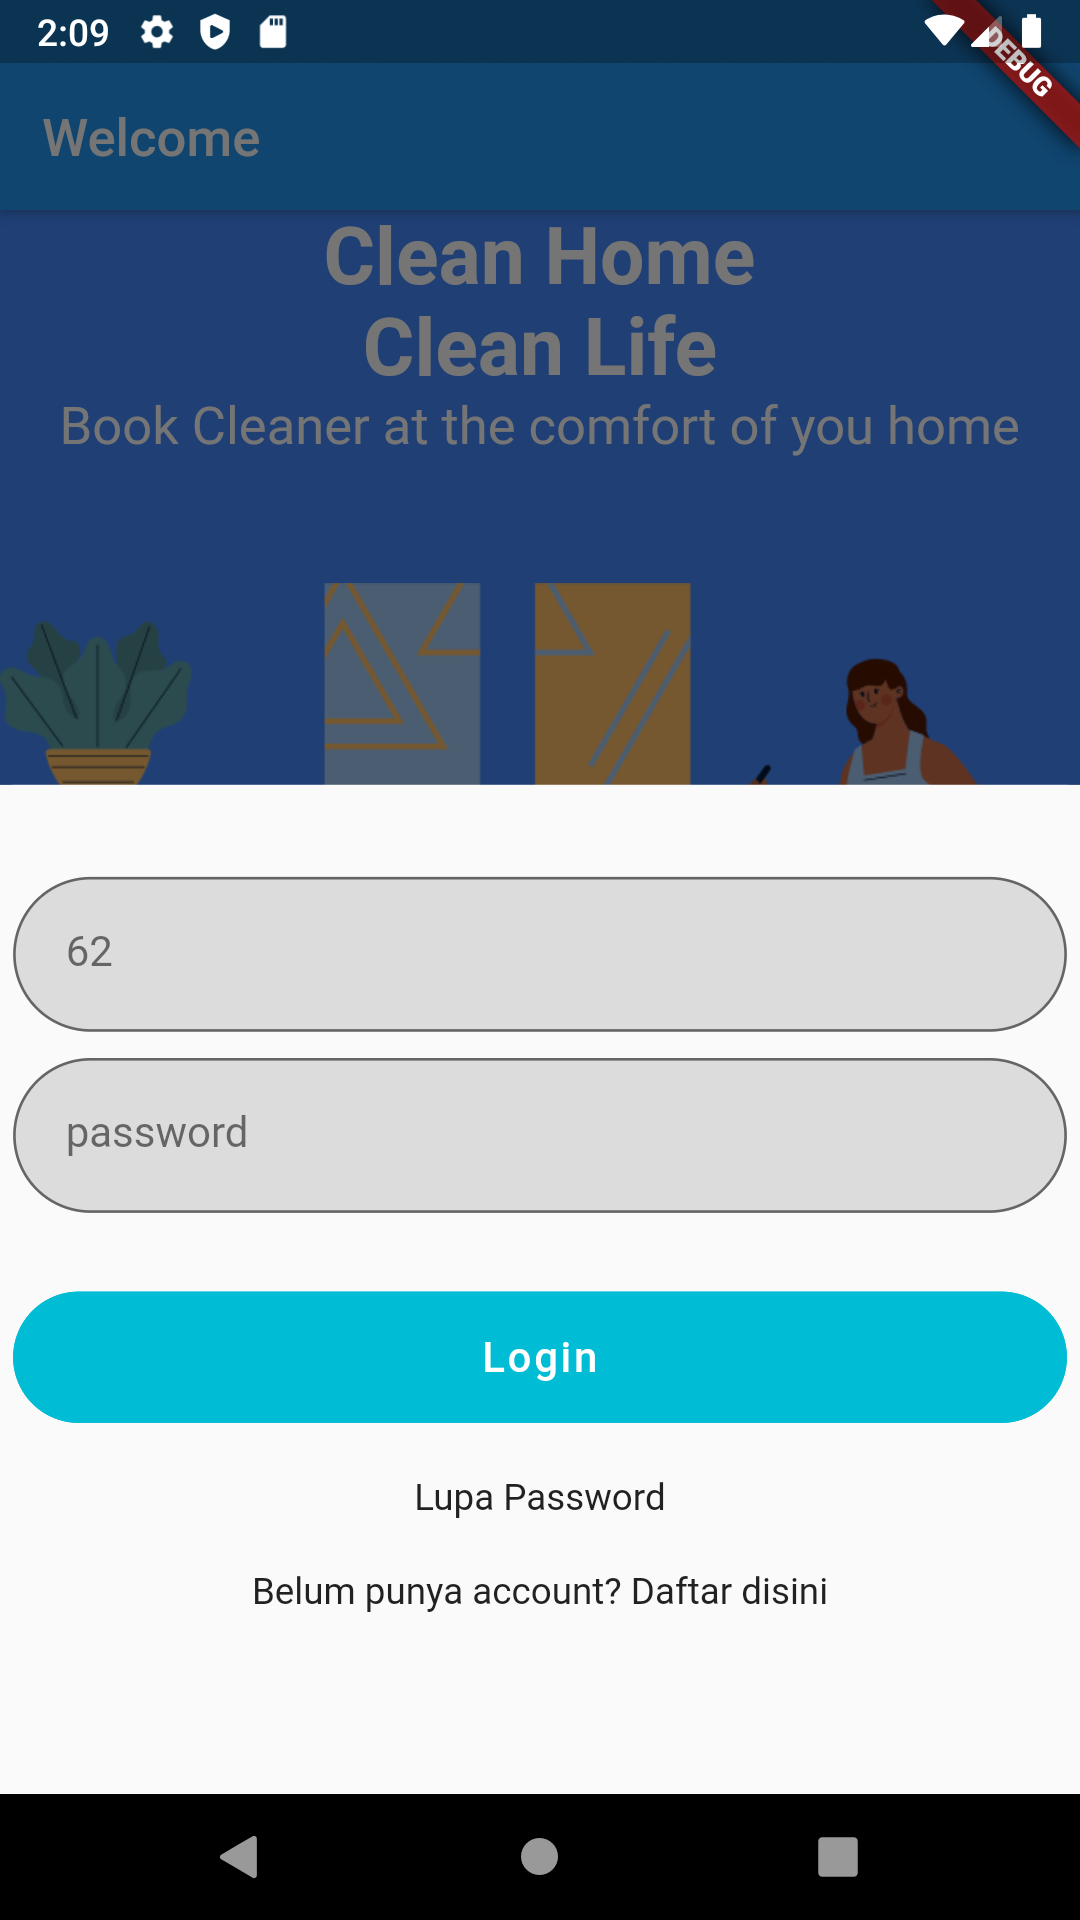 2:09
DEBUG
Welcome
Clean Home
Clean Life
Book Cleaner at the comfort of you home
62
password
Login
Lupa Password
Belum punya account? Daftar disini